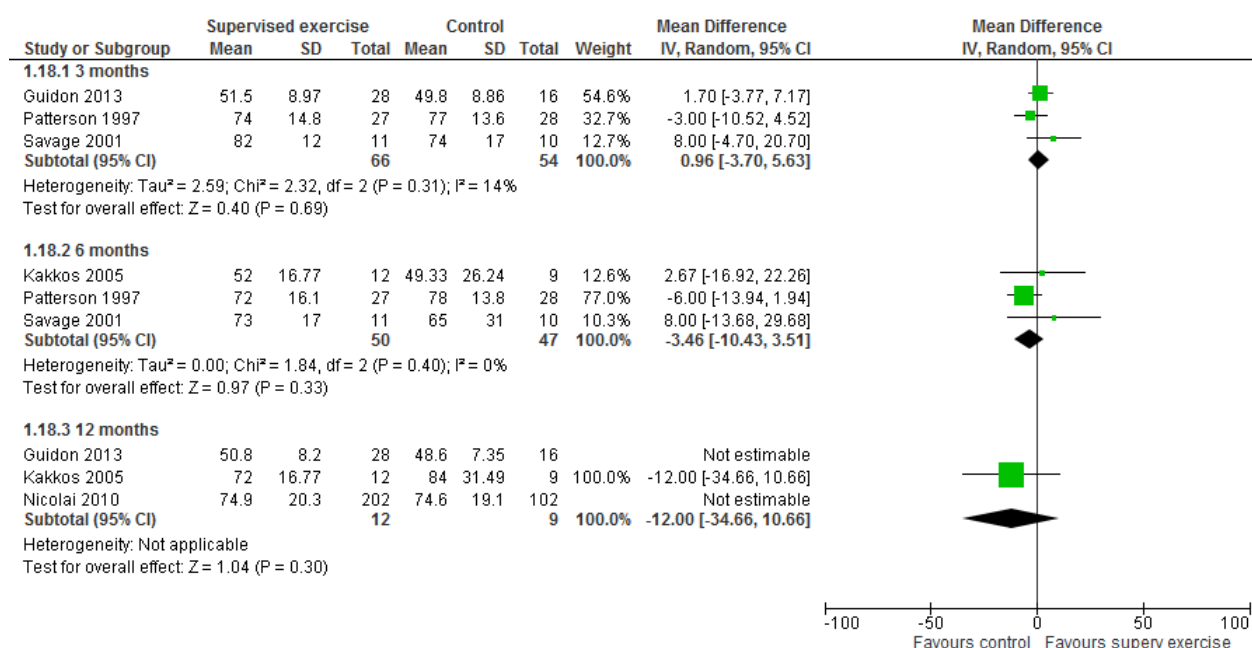 Supervised exercise Control Mean Difference Mean Difference
Study or Subgroup Mean SD Total Mean SD Total Weight IV, Random, 95% CI IV, Random, 95% CI
1.18.1 3 months
Guidon 2013 51.5 8.97 28 49.8 8.86 16 54.6% 1.70 [-3.77, 7.17]
Patterson 1997 74 14.8 27 77 13.6 28 32.7% -3.00 [-10.52, 4.52]
Savage 2001 82 12 11 74 17 10 12.7% 8.00 [-4.70, 20.70]
Subtotal (95% CI) 66 54 100.0% 0.96 [-3.70, 5.63]
Heterogeneity: Tau² = 2.59; Chi² = 2.32, df = 2 (P = 0.31); I² = 14%
Test for overall effect: Z = 0.40 (P = 0.69)
1.18.2 6 months
Kakkos 2005 52 16.77 12 49.33 26.24 9 12.6% 2.67 [-16.92, 22.26]
Patterson 1997 72 16.1 27 78 13.8 28 77.0% -6.00 [-13.94, 1.94]
Savage 2001 73 17 11 65 31 10 10.3% 8.00 [-13.68, 29.68]
Subtotal (95% CI) 50 47 100.0% -3.46 [-10.43, 3.51]
Heterogeneity: Tau² = 0.00; Chi² = 1.84, df = 2 (P = 0.40); I² = 0%
Test for overall effect: Z = 0.97 (P = 0.33)
1.18.3 12 months
Guidon 2013 50.8 8.2 28 48.6 7.35 16 Not estimable
Kakkos 2005 72 16.77 12 84 31.49 9 100.0% -12.00 [-34.66, 10.66]
Nicolai 2010 74.9 20.3 202 74.6 19.1 102 Not estimable
Subtotal (95% CI) 12 9 100.0% -12.00 [-34.66, 10.66]
Heterogeneity: Not applicable
Test for overall effect: Z = 1.04 (P = 0.30)
-100 -50 0 50 100
Favours control Favours superv exercise